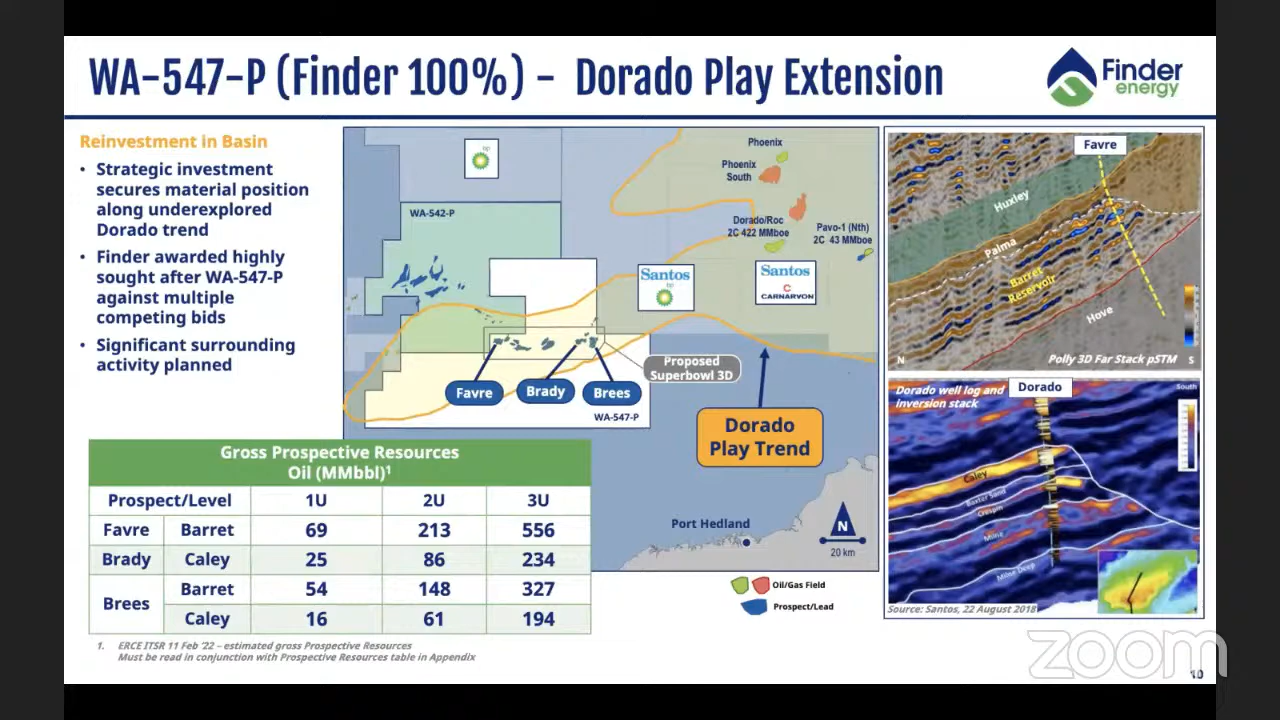 WA-547-P (Finder 100%) - Dorado Play Extension
Finder
energy
Reinvestment in Basin
• Strategic investment
secures material position
along underexplored
Dorado trend
• Finder awarded highly
sought after WA-547-P
against multiple
competing bids
• Significant surrounding
activity planned
bp
WA-542-P
Phoenix
Phoenix
South
Dorado/Roc
2C 422 MMboe
Pavo-1 (Nth)
2C 43 MMboe
Santos
bp
Santos
CARNARVON
Proposed
Superbowl 3D
Favre
Brady
Brees
WA-547-P
Dorado
Play Trend
Port Hedland
N
20 km
Oil/Gas Field
Prospect/Lead
Gross Prospective Resources
Oil (MMbbl)¹
Prospect/Level 1U 2U 3U
Favre Barret 69 213 556
Brady Caley 25 86 234
Brees Barret 54 148 327
Caley 16 61 194
1. ERCE ITSR 11 Feb '22 – estimated gross Prospective Resources
Must be read in conjunction with Prospective Resources table in Appendix
Favre
Huxley
Palma
Barret
Reservoir
Hove
N
Polly 3D Far Stack pSTM
S
Dorado well log and
inversion stack
Dorado
South
Caley
Baxter Sand
Crespin
Milne
Milne Deep
Source: Santos, 22 August 2018
zoom
10